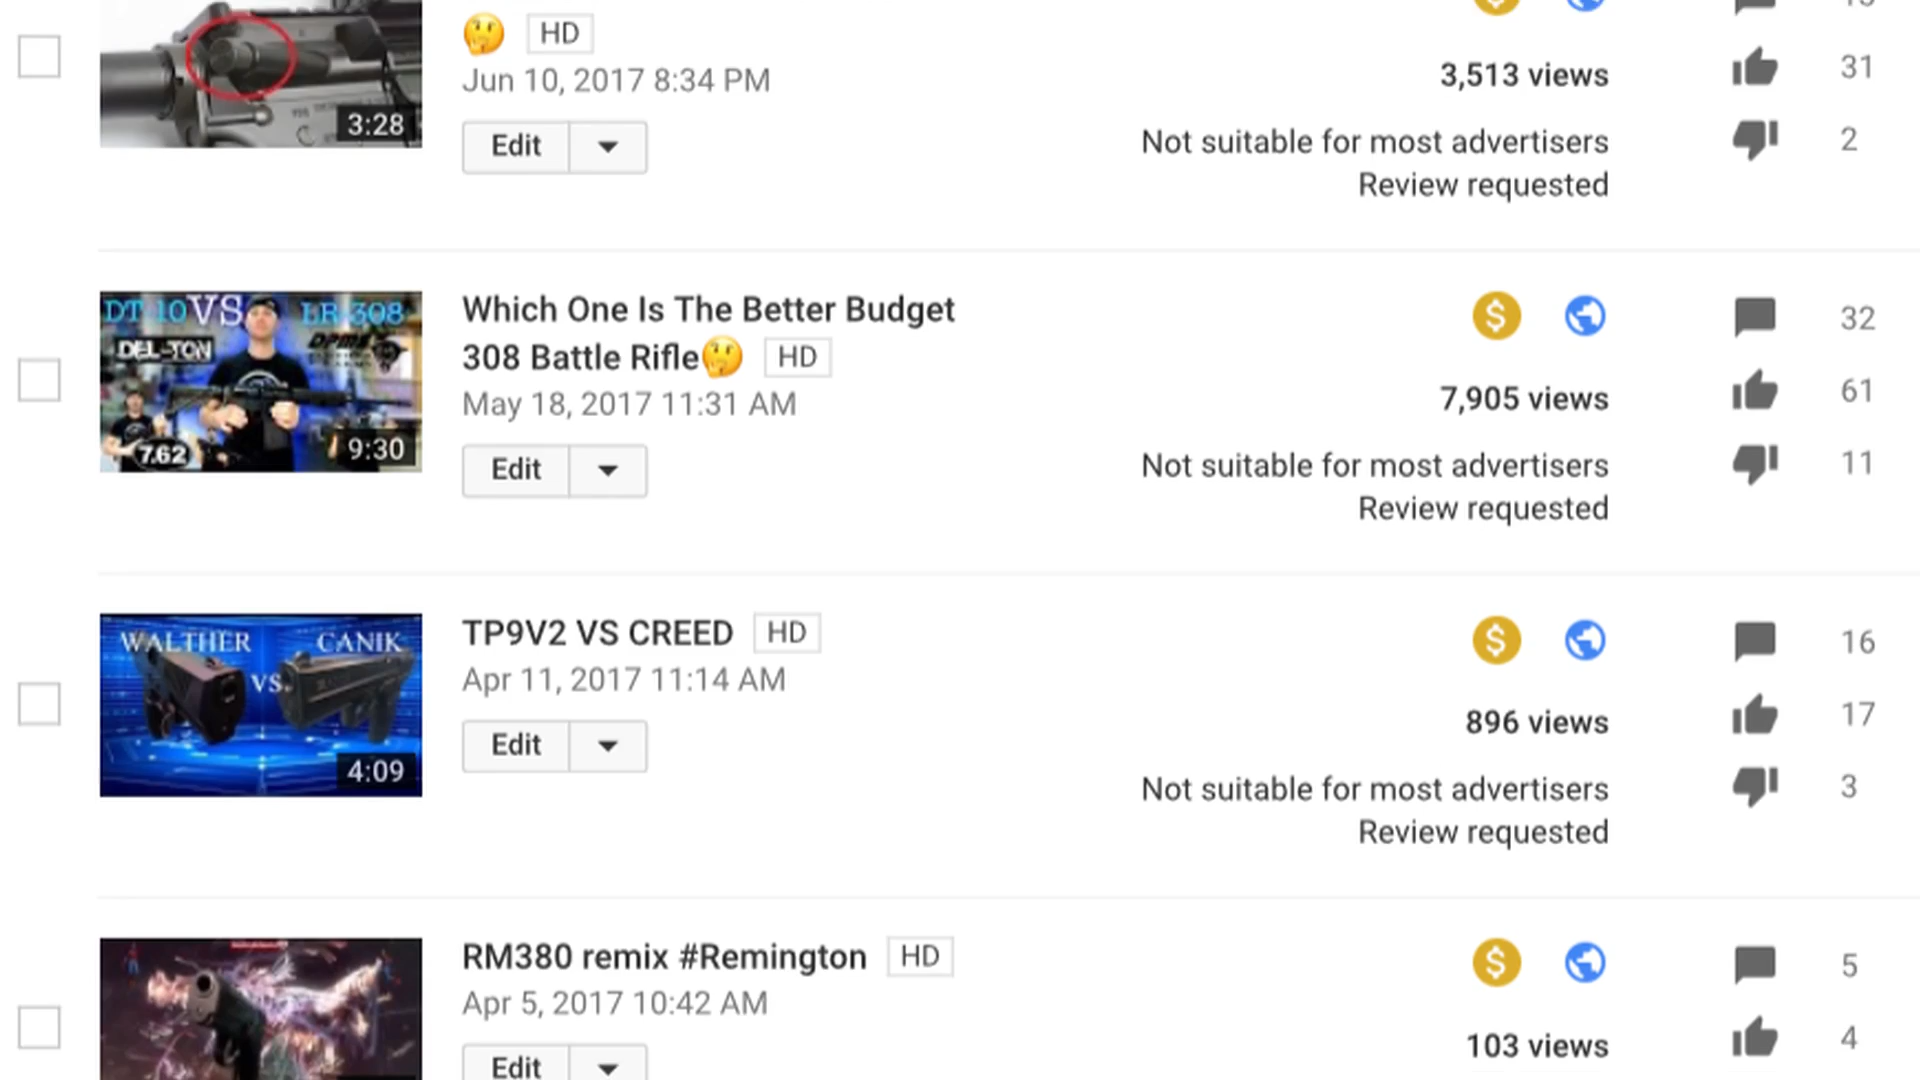 HD
Jun 10, 2017 8:34 PM
3,513 views
31
3:28
Edit
Not suitable for most advertisers
2
Review requested
DT 10 VS LR-308
DEL-TON
DPMS
7.62
9:30
Which One Is The Better Budget
308 Battle Rifle🤔 HD
May 18, 2017 11:31 AM
Edit
32
7,905 views
61
Not suitable for most advertisers
11
Review requested
WALTHER CANIK
VS.
4:09
TP9V2 VS CREED HD
Apr 11, 2017 11:14 AM
Edit
16
896 views
17
Not suitable for most advertisers
3
Review requested
RM380 remix #Remington HD
Apr 5, 2017 10:42 AM
Edit
5
103 views
4